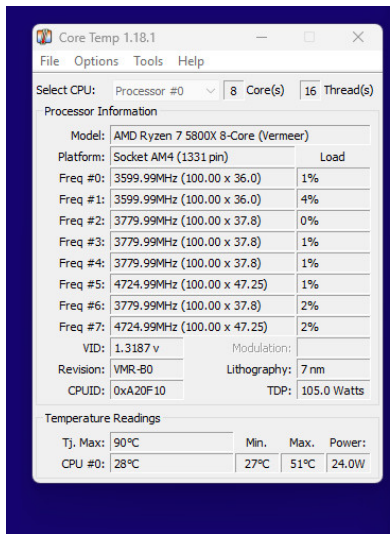 Core Temp 1.18.1
File Options Tools Help
Select CPU: Processor #0 8 Core(s) 16 Thread(s)
Processor Information
Model: AMD Ryzen 7 5800X 8-Core (Vermeer)
Platform: Socket AM4 (1331 pin) Load
Freq #0: 3599.99MHz (100.00 x 36.0) 1%
Freq #1: 3599.99MHz (100.00 x 36.0) 4%
Freq #2: 3779.99MHz (100.00 x 37.8) 0%
Freq #3: 3779.99MHz (100.00 x 37.8) 1%
Freq #4: 3779.99MHz (100.00 x 37.8) 1%
Freq #5: 4724.99MHz (100.00 x 47.25) 1%
Freq #6: 3779.99MHz (100.00 x 37.8) 2%
Freq #7: 4724.99MHz (100.00 x 47.25) 2%
VID: 1.3187 v Modulation:
Revision: VMR-B0 Lithography: 7 nm
CPUID: 0xA20F10 TDP: 105.0 Watts
Temperature Readings
Tj. Max: 90°C Min. Max. Power:
CPU #0: 28°C 27°C 51°C 24.0W